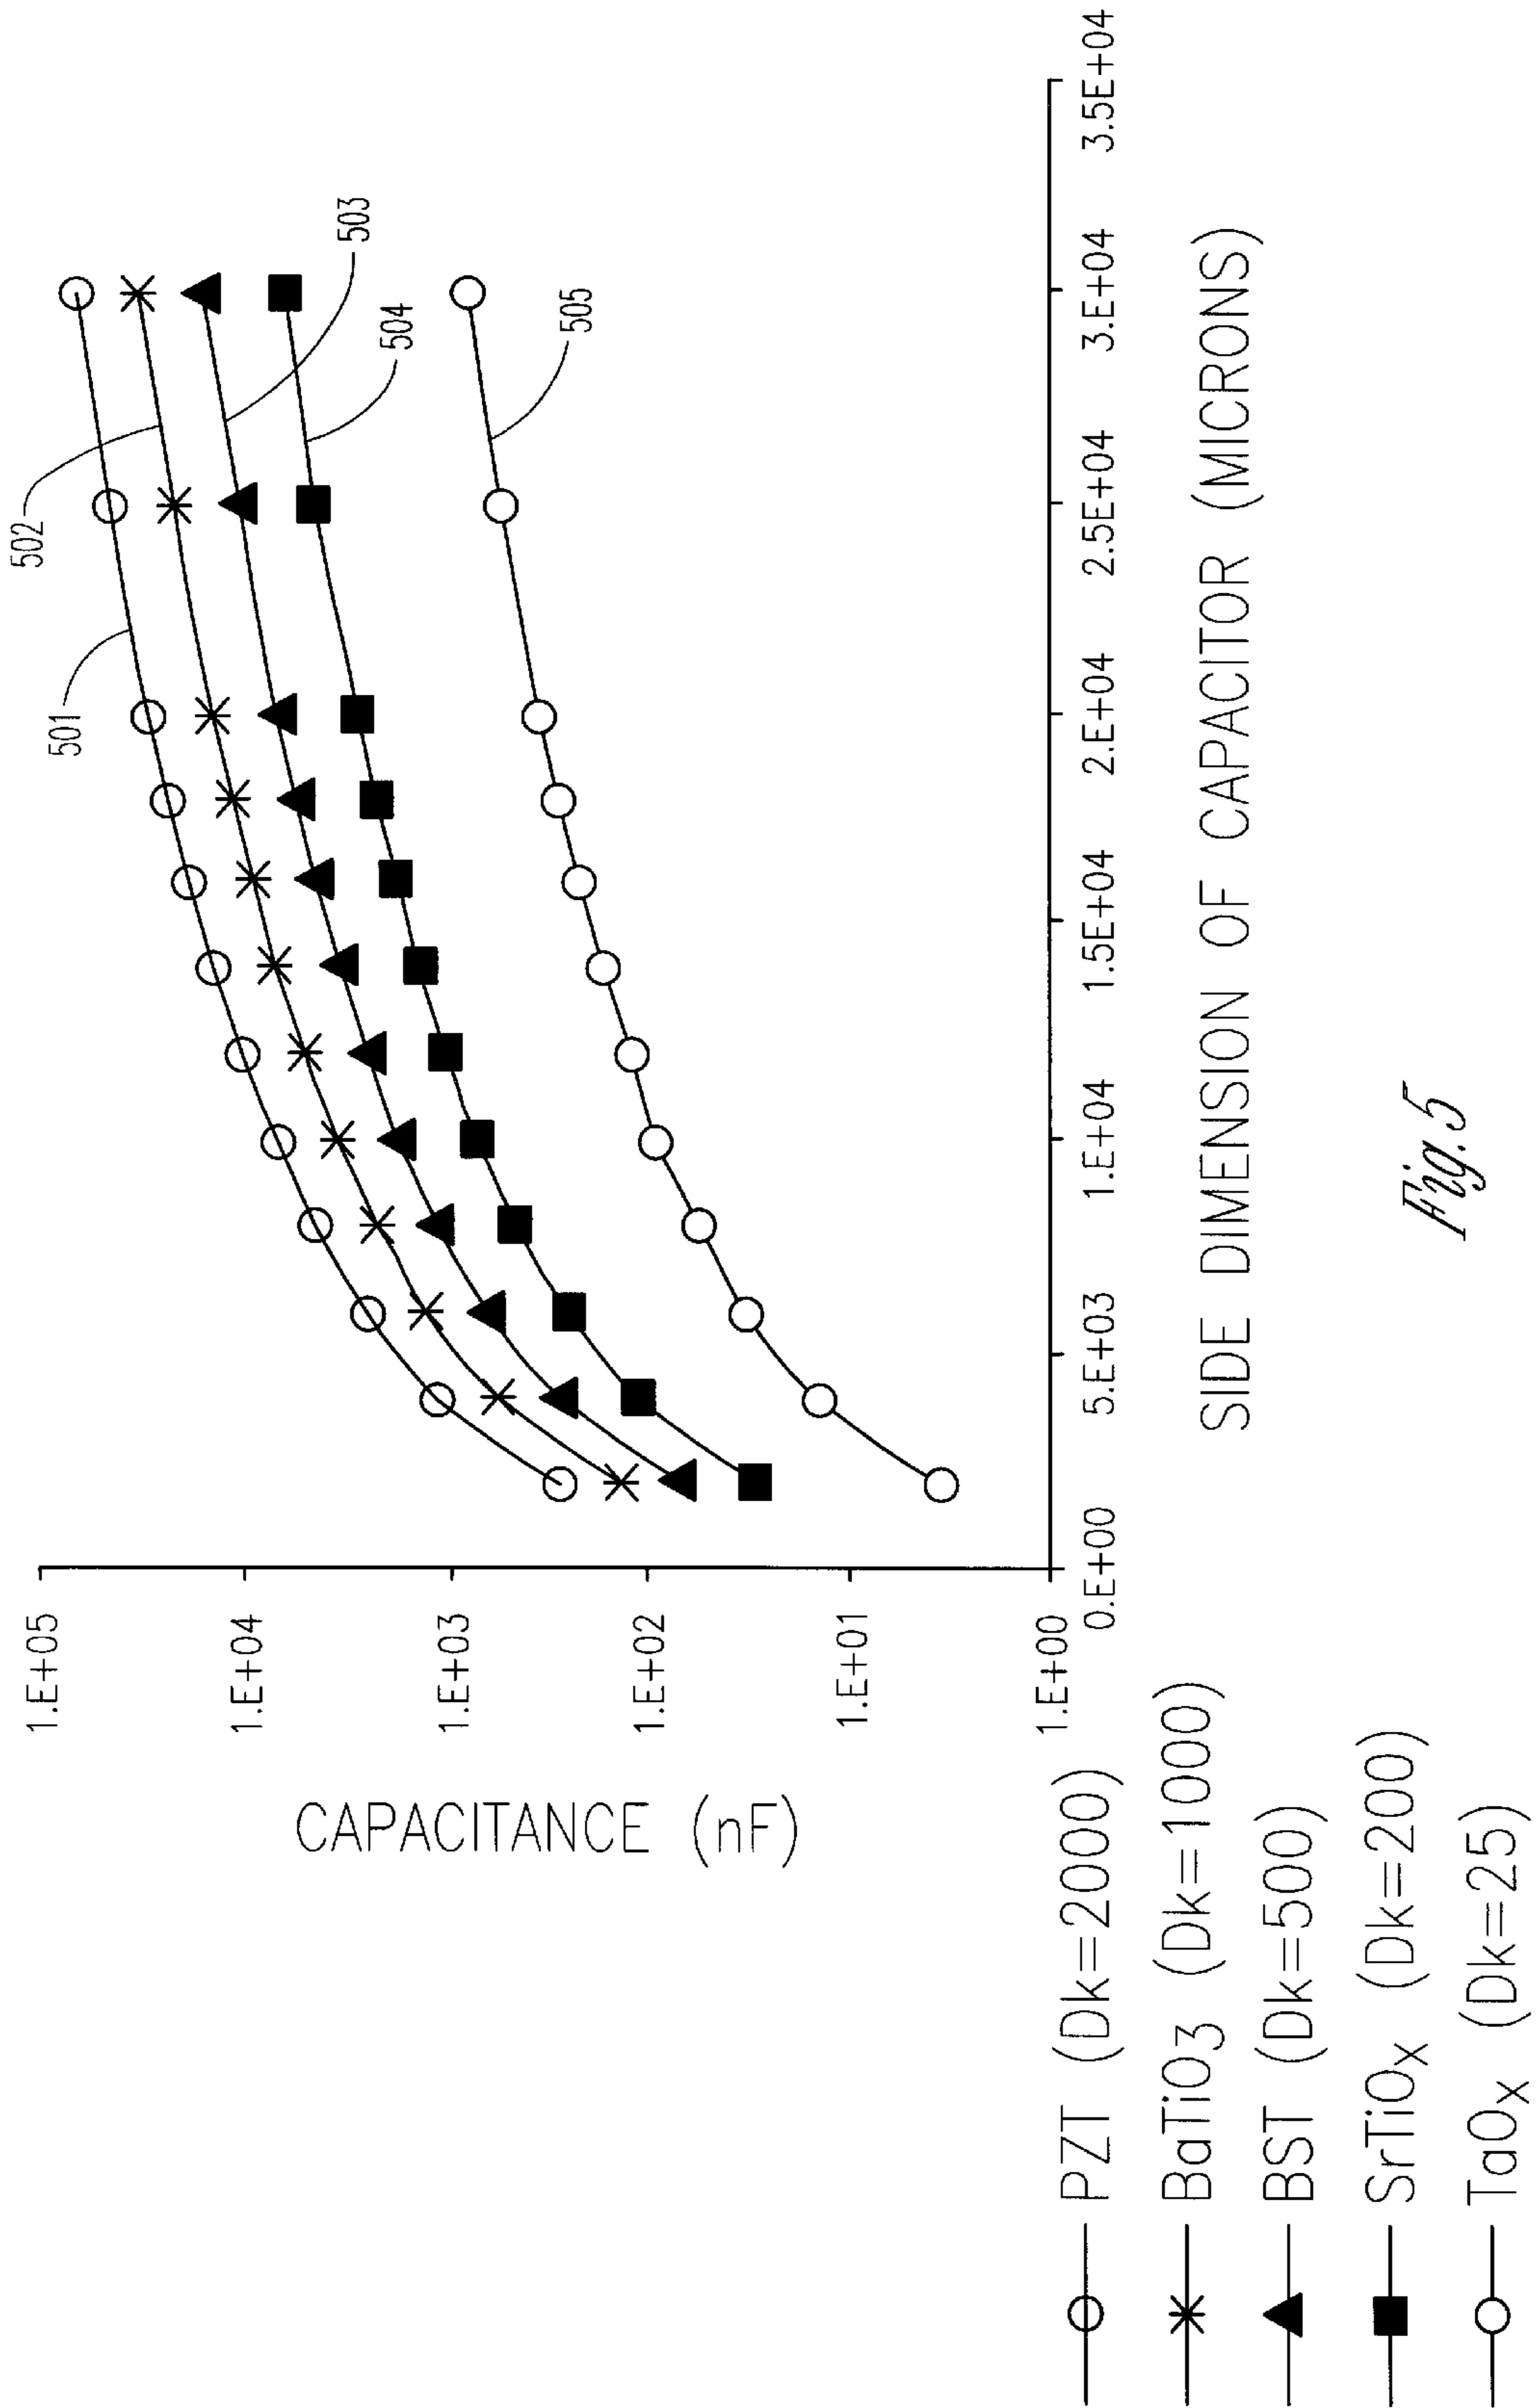 1.E+05
1.E+04
1.E+03
1.E+02
1.E+01
1.E+00
CAPACITANCE (nF)
0.E+00
5.E+03
1.E+04
1.5E+04
2.E+04
2.5E+04
3.E+04
3.5E+04
SIDE DIMENSION OF CAPACITOR (MICRONS)
501
502
503
504
505
PZT (Dk=2000)
BaTiO3 (Dk=1000)
BST (Dk=500)
SrTiOX (Dk=200)
TaOX (Dk=25)
Fig.5